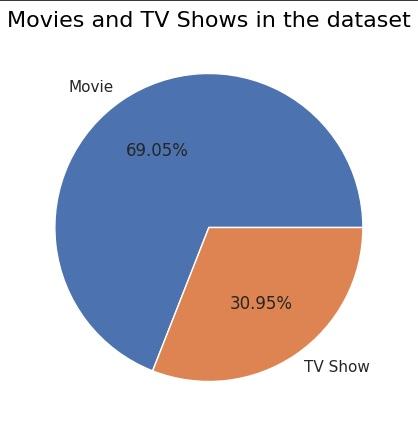 Movies and TV Shows in the dataset
Movie
69.05%
30.95%
TV Show